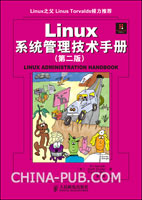 Linux之父 Linus Torvalds倾力推荐
Linux
系统管理技术手册
(第二版)
LINUX ADMINISTRATION HANDBOOK
CHINA-PUB.COM
人民邮电出版社